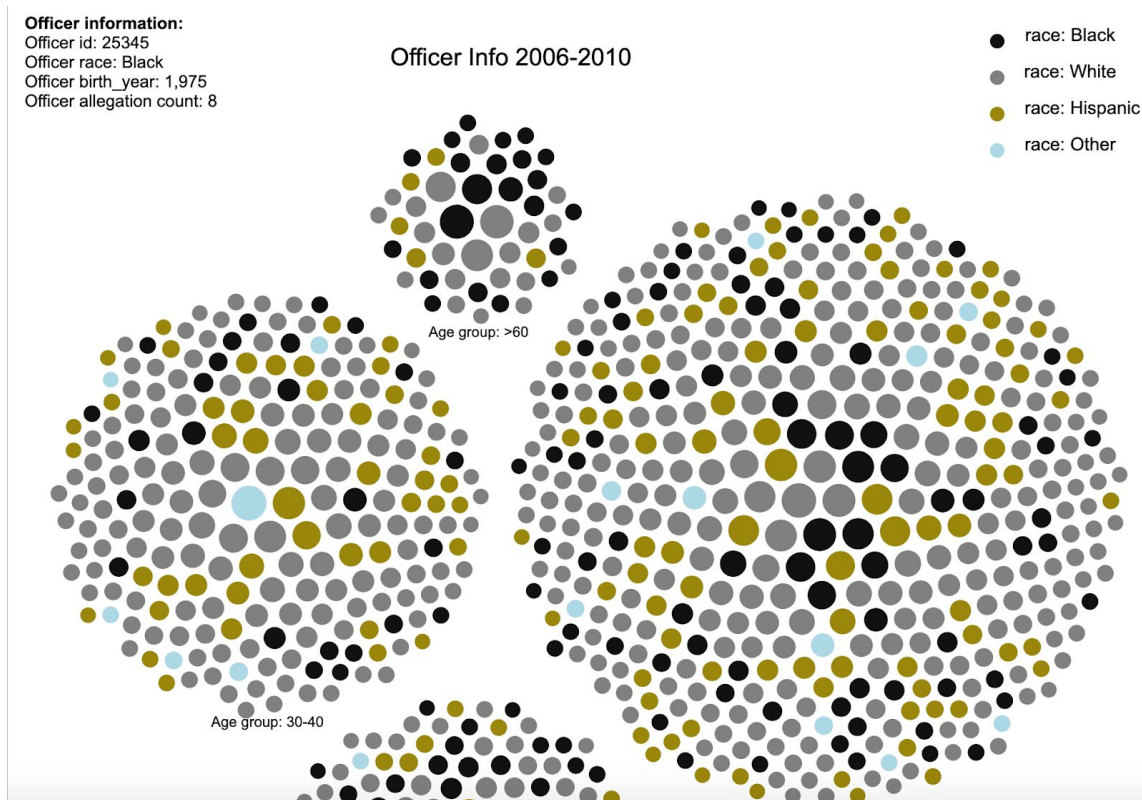 Officer information:
Officer id: 25345
Officer race: Black
Officer birth_year: 1,975
Officer allegation count: 8
Officer Info 2006-2010
race: Black
race: White
race: Hispanic
race: Other
Age group: >60
Age group: 30-40